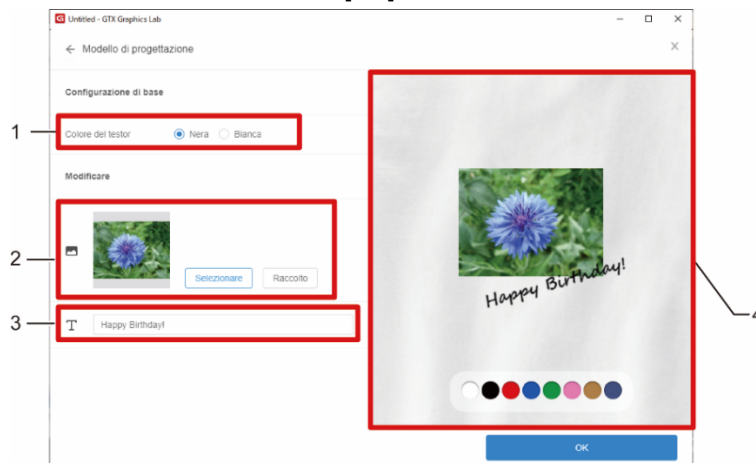 Untitled - GTX Graphics Lab
Modello di progettazione
Configurazione di base
1
Colore del testor
Nera
Bianca
Modificare
2
Selezionare
Raccolto
3
T
Happy Birthday!
Happy Birthday!
4
OK